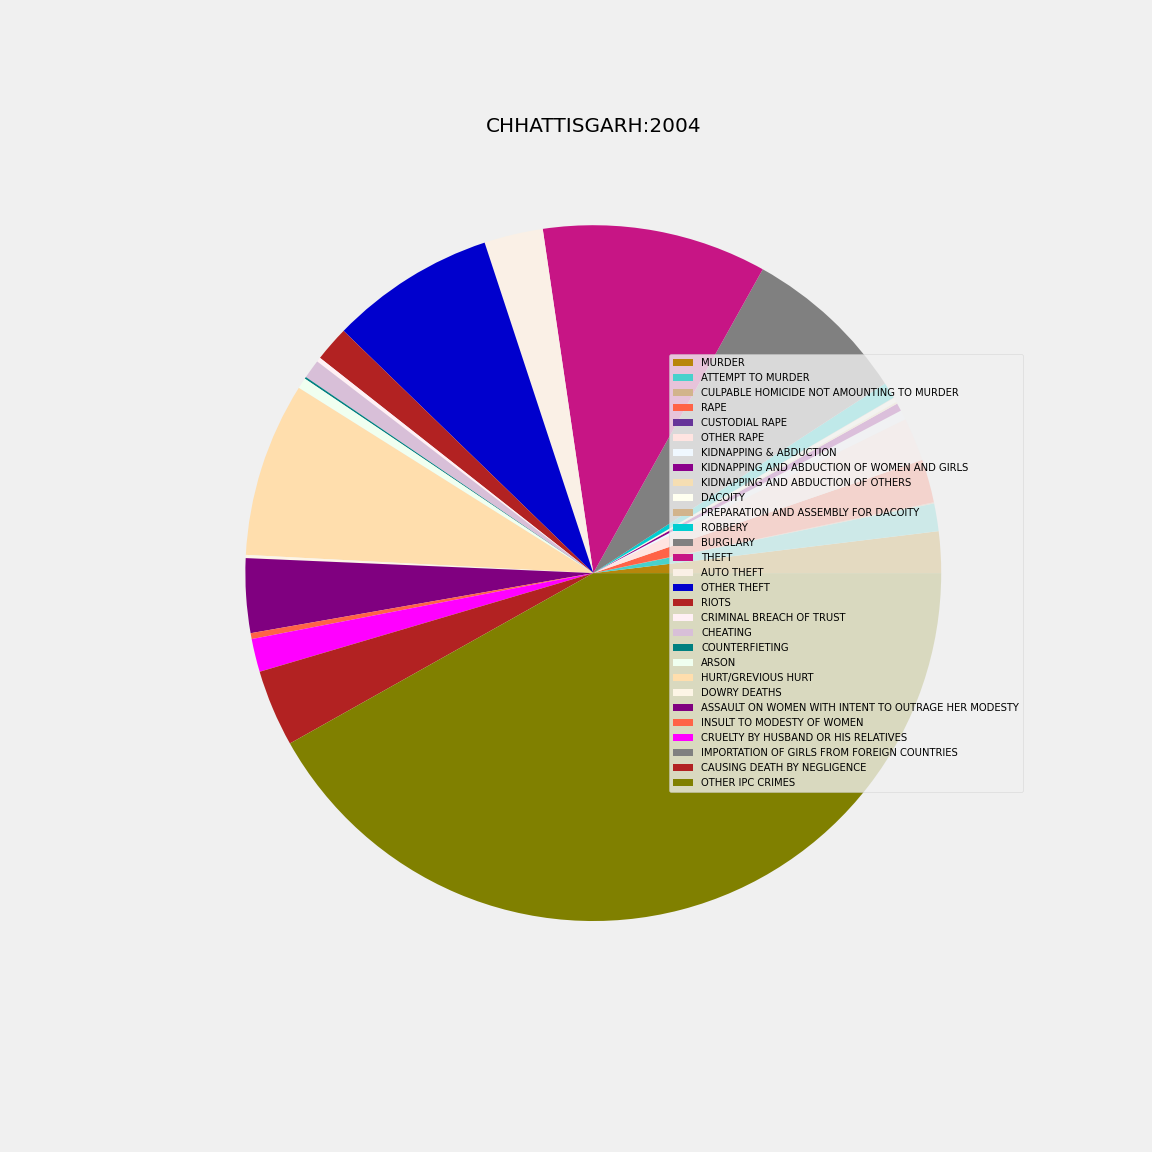 CHHATTISGARH:2004
MURDER
ATTEMPT TO MURDER
CULPABLE HOMICIDE NOT AMOUNTING TO MURDER
RAPE
CUSTODIAL RAPE
OTHER RAPE
KIDNAPPING & ABDUCTION
KIDNAPPING AND ABDUCTION OF WOMEN AND GIRLS
KIDNAPPING AND ABDUCTION OF OTHERS
DACOITY
PREPARATION AND ASSEMBLY FOR DACOITY
ROBBERY
BURGLARY
THEFT
AUTO THEFT
OTHER THEFT
RIOTS
CRIMINAL BREACH OF TRUST
CHEATING
COUNTERFIETING
ARSON
HURT/GREVIOUS HURT
DOWRY DEATHS
ASSAULT ON WOMEN WITH INTENT TO OUTRAGE HER MODESTY
INSULT TO MODESTY OF WOMEN
CRUELTY BY HUSBAND OR HIS RELATIVES
IMPORTATION OF GIRLS FROM FOREIGN COUNTRIES
CAUSING DEATH BY NEGLIGENCE
OTHER IPC CRIMES